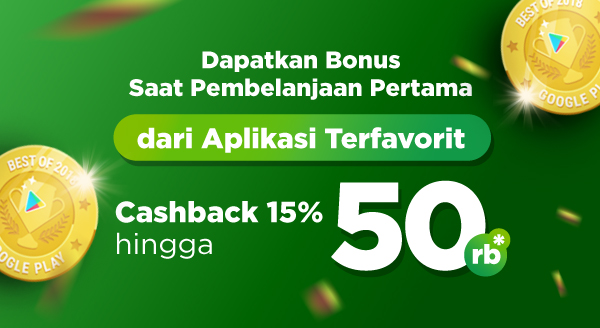 Dapatkan Bonus
Saat Pembelanjaan Pertama
dari Aplikasi Terfavorit
Cashback 15%
hingga
50
rb*
BEST OF 2018
GOOGLE PLAY
BEST OF 2018
GOOGLE PLAY